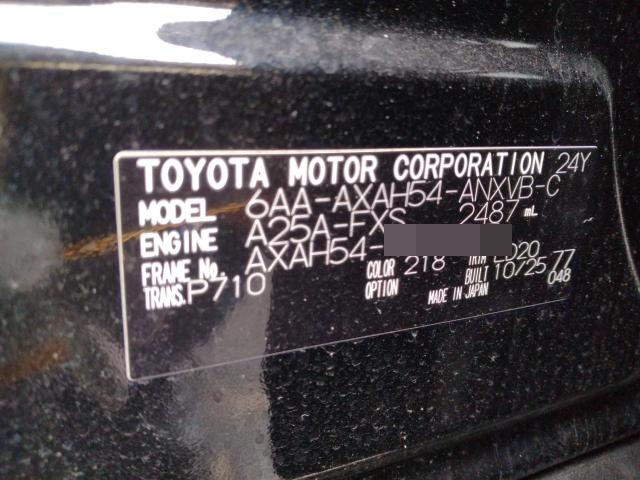 TOYOTA MOTOR CORPORATION 24Y
MODEL 6AA-AXAH54-ANXVB-C
ENGINE A25A-FXS 2487 mL
FRAME No. AXAH54-
COLOR 218 TRIM LD20 77
TRANS. P710 OPTION BUILT 10/25 048
MADE IN JAPAN